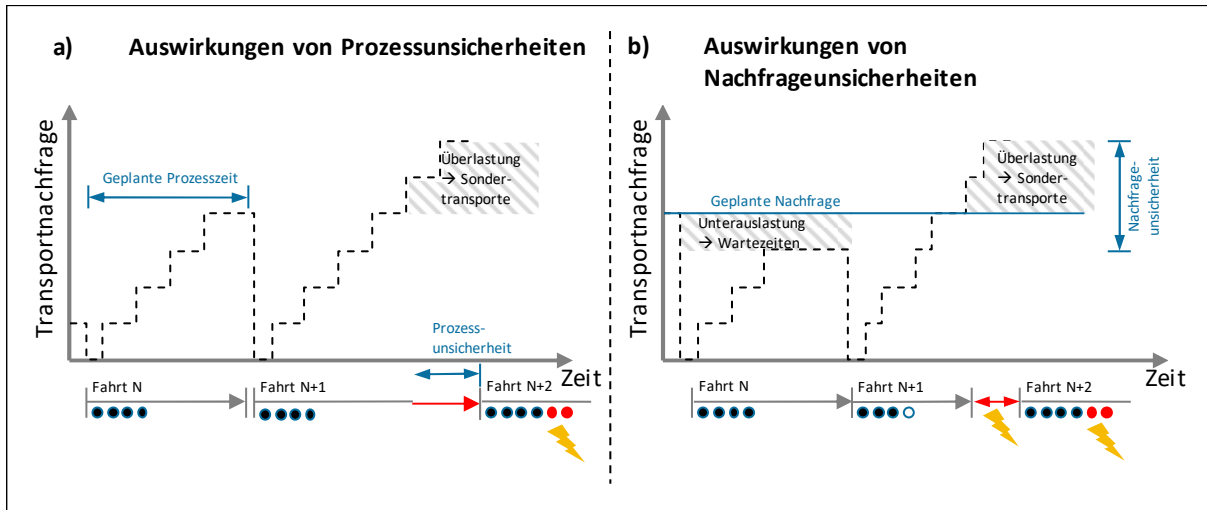 a) Auswirkungen von Prozessunsicherheiten
Transportnachfrage
Geplante Prozesszeit
Überlastung
→ Sonder-
transporte
Prozess-
unsicherheit
Zeit
Fahrt N
Fahrt N+1
Fahrt N+2
b) Auswirkungen von
Nachfrageunsicherheiten
Transportnachfrage
Überlastung
→ Sonder-
transporte
Geplante Nachfrage
Unterauslastung
→ Wartezeiten
Nachfrage-
unsicherheit
Zeit
Fahrt N
Fahrt N+1
Fahrt N+2